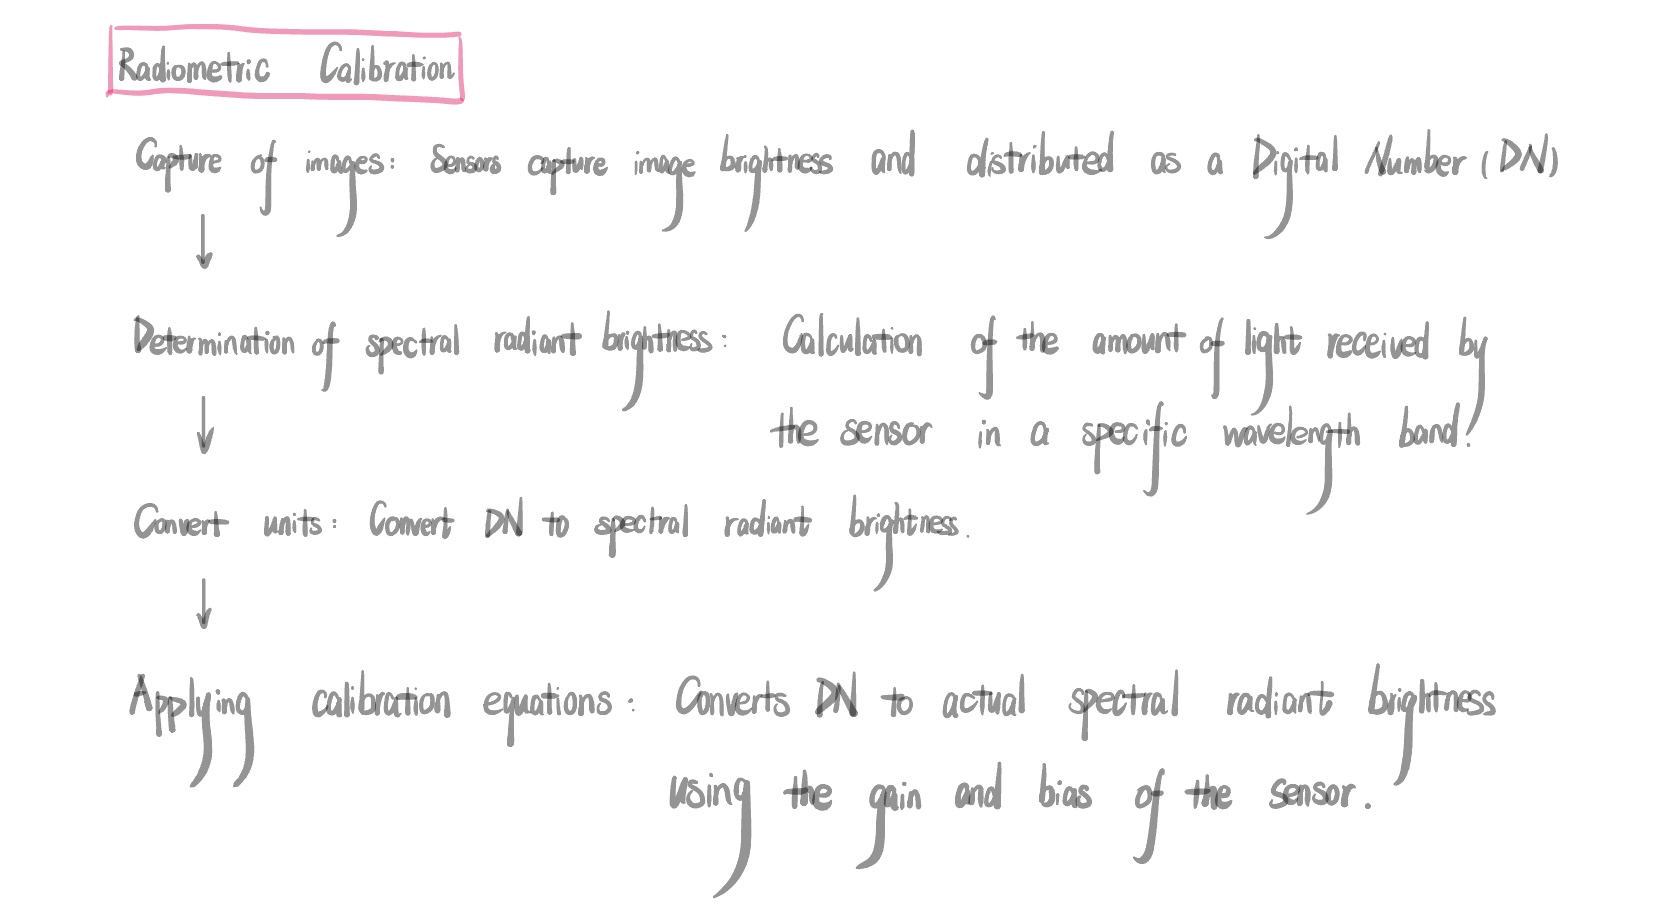 Radiometric Calibration
Capture of images: Sensors capture image brightness and distributed as a Digital Number (DN)
Determination of spectral radiant brightness: Calculation of the amount of light received by
the sensor in a specific wavelength band.
Convert units: Convert DN to spectral radiant brightness.
Applying calibration equations: Converts DN to actual spectral radiant brightness
using the gain and bias of the sensor.